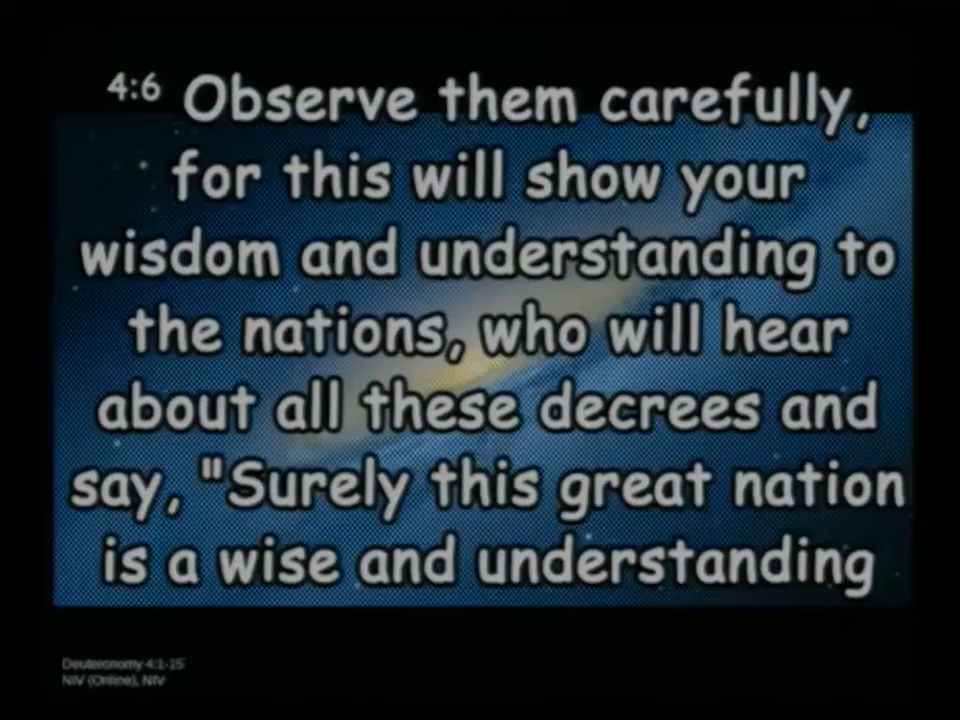 4:6 Observe them carefully,
for this will show your
wisdom and understanding to
the nations, who will hear
about all these decrees and
say, "Surely this great nation
is a wise and understanding
Deuteronomy 4:1-15
NIV (Online), NIV